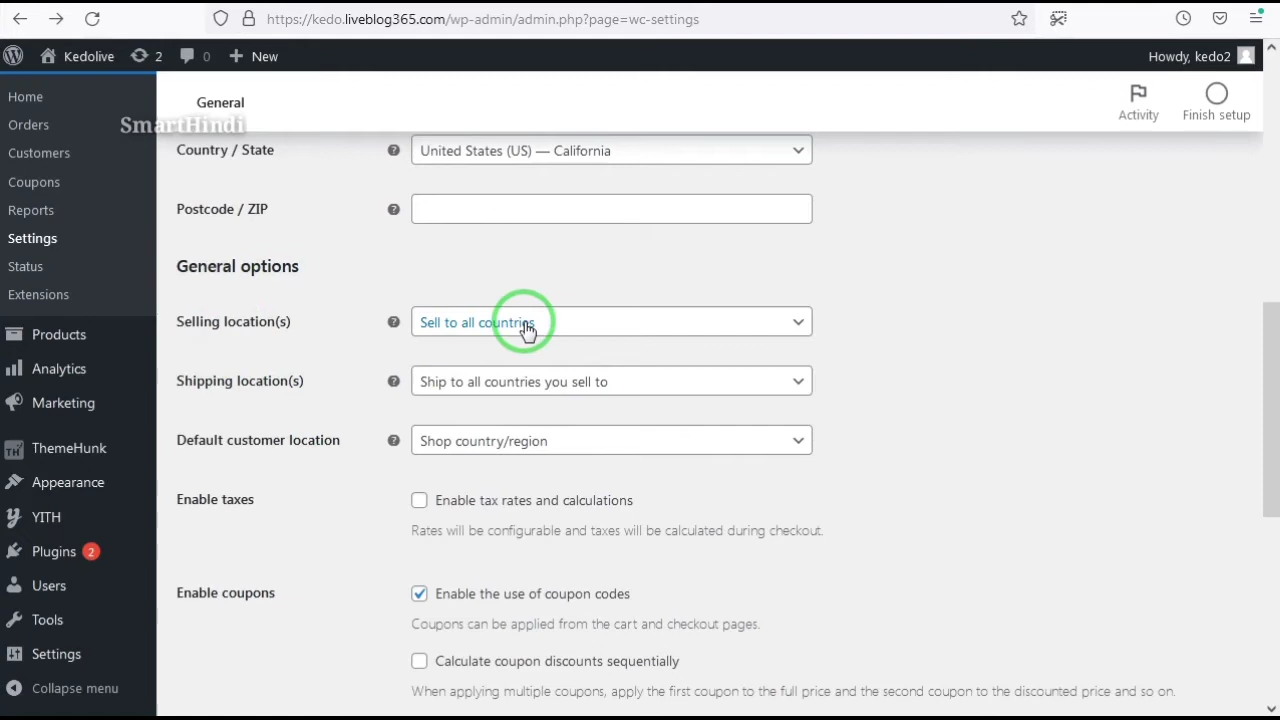 https://kedo.liveblog365.com/wp-admin/admin.php?page=wc-settings
Kedolive 2 0 New Howdy, kedo2
Home
Orders
Customers
Coupons
Reports
Settings
Status
Extensions
Products
Analytics
Marketing
ThemeHunk
Appearance
YITH
Plugins 2
Users
Tools
Settings
Collapse menu
SmartHindi
General
Activity
Finish setup
Country / State United States (US) — California
Postcode / ZIP
General options
Selling location(s) Sell to all countries
Shipping location(s) Ship to all countries you sell to
Default customer location Shop country/region
Enable taxes Enable tax rates and calculations
Rates will be configurable and taxes will be calculated during checkout.
Enable coupons Enable the use of coupon codes
Coupons can be applied from the cart and checkout pages.
Calculate coupon discounts sequentially
When applying multiple coupons, apply the first coupon to the full price and the second coupon to the discounted price and so on.